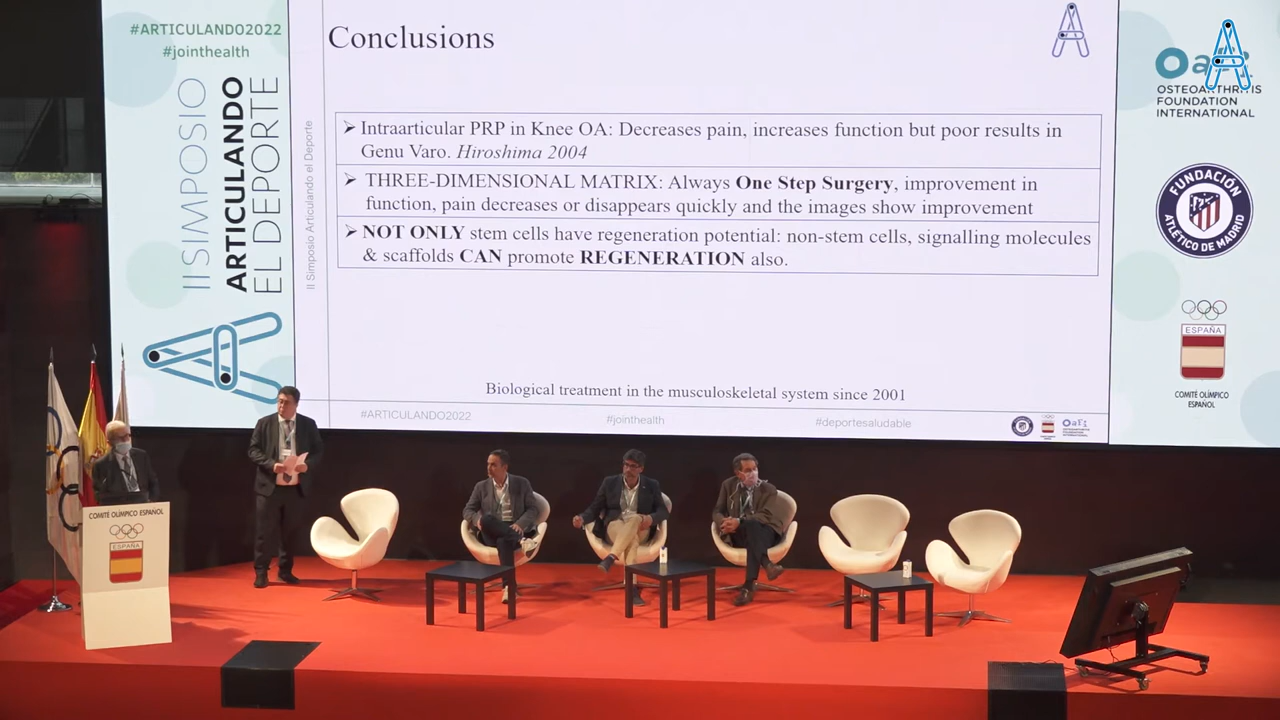 #ARTICULANDO2022
#jointhealth
II SIMPOSIO
ARTICULANDO
EL DEPORTE
II Simposio Articulando el Deporte
Conclusions
➢ Intraarticular PRP in Knee OA: Decreases pain, increases function but poor results in
Genu Varo. Hiroshima 2004
➢ THREE-DIMENSIONAL MATRIX: Always One Step Surgery, improvement in
function, pain decreases or disappears quickly and the images show improvement
➢ NOT ONLY stem cells have regeneration potential: non-stem cells, signalling molecules
& scaffolds CAN promote REGENERATION also.
Biological treatment in the musculoskeletal system since 2001
#ARTICULANDO2022
#jointhealth
#deportesaludable
OSTEOARTHRITIS
FOUNDATION
INTERNATIONAL
FUNDACIÓN
ATLÉTICO DE MADRID
ESPAÑA
COMITÉ OLÍMPICO
ESPAÑOL
COMITÉ OLÍMPICO ESPAÑOL
ESPAÑA